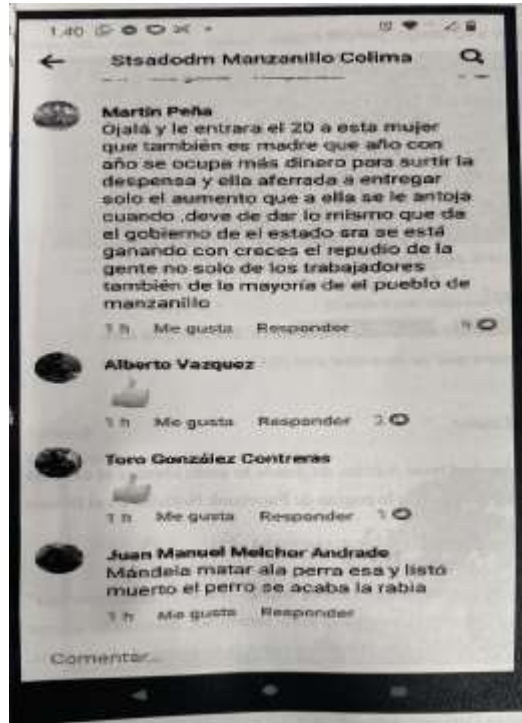 1:40
Stsadodm Manzanillo Colima
Martin Peña
Ojalá y le entrara el 20 a esta mujer
que también es madre que año con
año se ocupa más dinero para surtir la
despensa y ella aferrada a entregar
solo el aumento que a ella se le antoja
cuando ,deve de dar lo mismo que da
el gobierno de el estado sra se está
ganando con creces el repudio de la
gente no solo de los trabajadores
también de la mayoría de el pueblo de
manzanillo
1 h Me gusta Responder
Alberto Vazquez
1 h Me gusta Responder 2
Toro González Contreras
1 h Me gusta Responder 1
Juan Manuel Melchor Andrade
Mándela matar ala perra esa y listó
muerto el perro se acaba la rabia
1 h Me gusta Responder
Comentar...